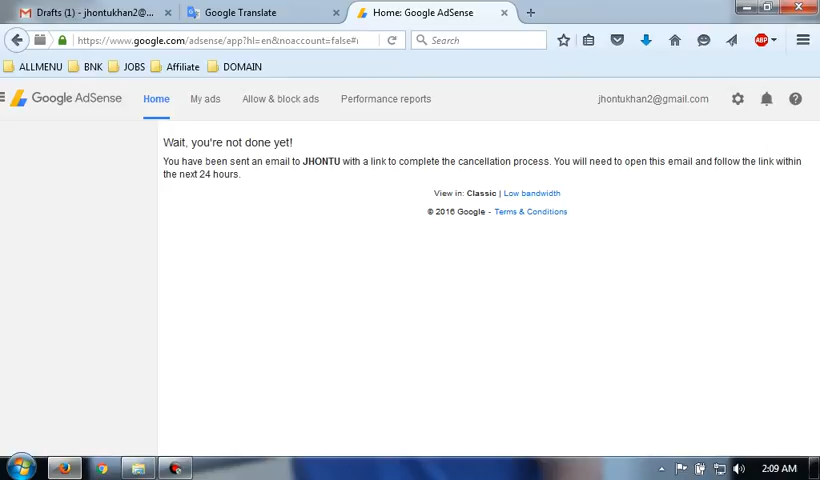 Drafts (1) - jhontukhan2@...
Google Translate
Home: Google AdSense
https://www.google.com/adsense/app?hl=en&noaccount=false#
Search
ABP
ALLMENU
BNK
JOBS
Affiliate
DOMAIN
Google AdSense
Home
My ads
Allow & block ads
Performance reports
jhontukhan2@gmail.com
Wait, you're not done yet!
You have been sent an email to JHONTU with a link to complete the cancellation process. You will need to open this email and follow the link within
the next 24 hours.
View in: Classic | Low bandwidth
© 2016 Google - Terms & Conditions
2:09 AM